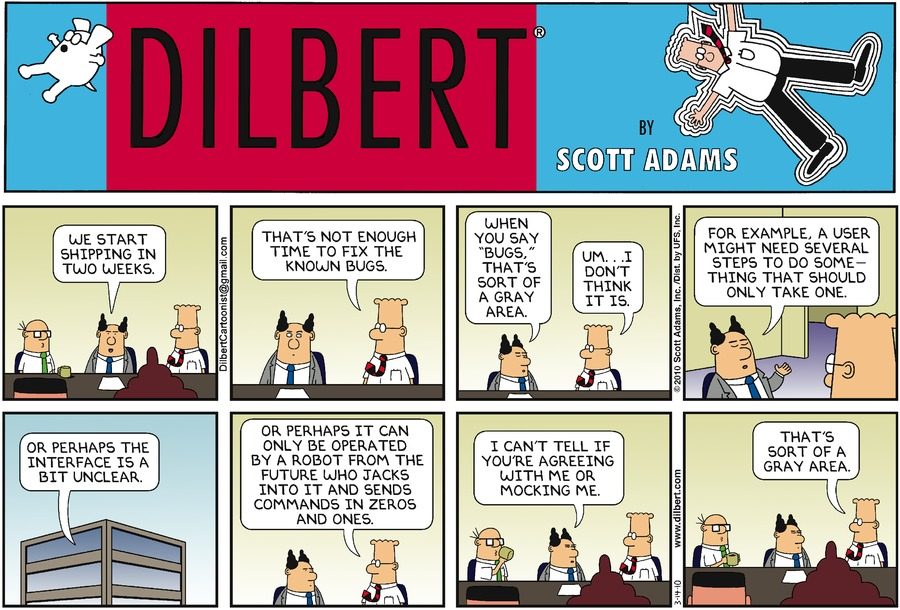 DILBERT®
BY
SCOTT ADAMS
WE START
SHIPPING IN
TWO WEEKS.
DilbertCartoonist@gmail.com
THAT'S NOT ENOUGH
TIME TO FIX THE
KNOWN BUGS.
WHEN
YOU SAY
"BUGS,"
THAT'S
SORT OF
A GRAY
AREA.
UM...I
DON'T
THINK
IT IS.
©2010 Scott Adams, Inc./Dist. by UFS, Inc.
FOR EXAMPLE, A USER
MIGHT NEED SEVERAL
STEPS TO DO SOME-
THING THAT SHOULD
ONLY TAKE ONE.
OR PERHAPS THE
INTERFACE IS A
BIT UNCLEAR.
OR PERHAPS IT CAN
ONLY BE OPERATED
BY A ROBOT FROM THE
FUTURE WHO JACKS
INTO IT AND SENDS
COMMANDS IN ZEROS
AND ONES.
I CAN'T TELL IF
YOU'RE AGREEING
WITH ME OR
MOCKING ME.
3-14-10
www.dilbert.com
THAT'S
SORT OF A
GRAY AREA.